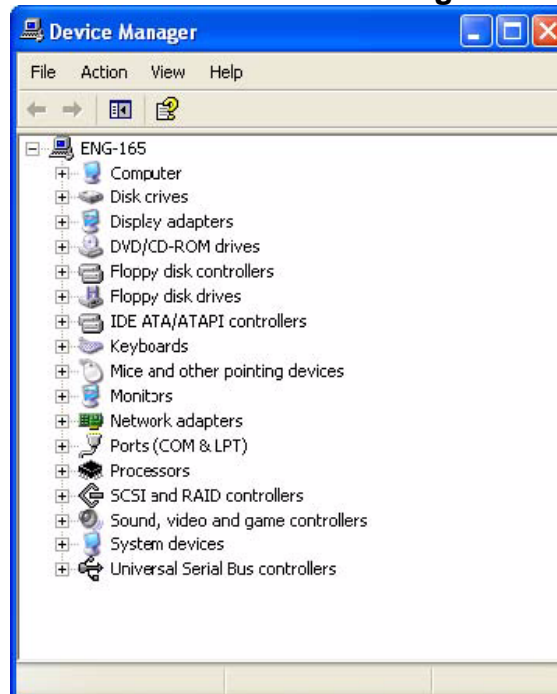 Device Manager
File Action View Help
ENG-165
Computer
Disk crives
Display adapters
DVD/CD-ROM drives
Floppy disk controllers
Floppy disk drives
IDE ATA/ATAPI controllers
Keyboards
Mice and other pointing devices
Monitors
Network adapters
Ports (COM & LPT)
Processors
SCSI and RAID controllers
Sound, video and game controllers
System devices
Universal Serial Bus controllers